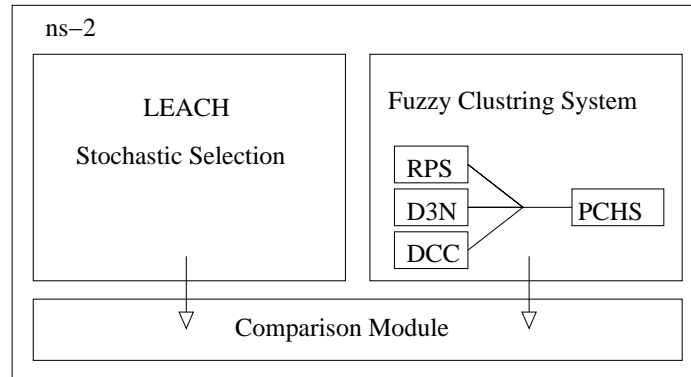 ns−2
LEACH
Stochastic Selection
Fuzzy Clustring System
RPS
D3N
DCC
PCHS
Comparison Module